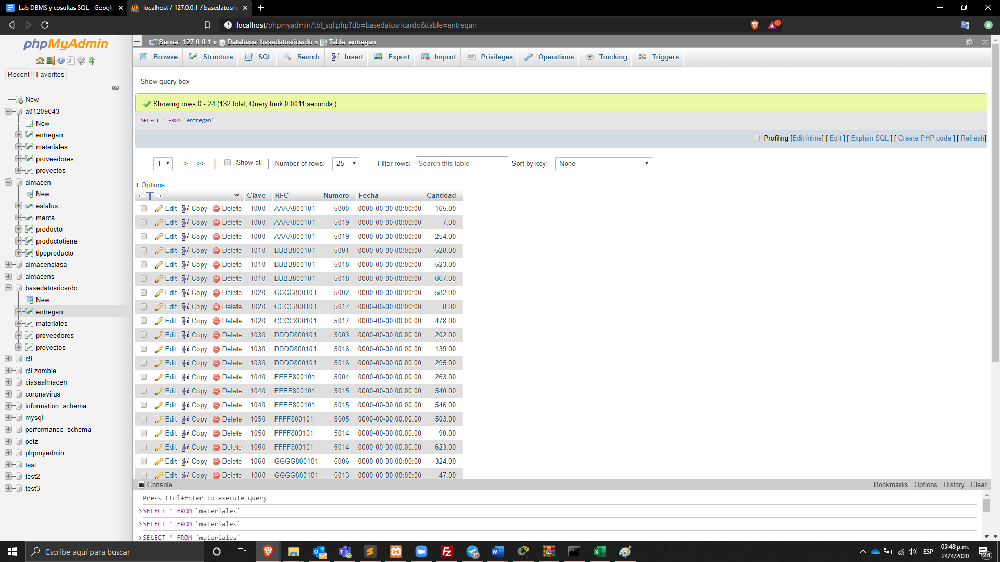 Lab DBMS y cosultas SQL - Google
localhost / 127.0.0.1 / basedatosric
localhost/phpmyadmin/tbl_sql.php?db=basedatosricardo&table=entregan
1
phpMyAdmin
Recent
Favorites
New
a01209043
New
entregan
materiales
proveedores
proyectos
almacen
New
estatus
marca
producto
productotiene
tipoproducto
almacenciasa
almacens
basedatosricardo
New
entregan
materiales
proveedores
proyectos
c9
c9.zombie
ciasaalmacen
coronavirus
information_schema
mysql
performance_schema
petz
phpmyadmin
test
test2
test3
Server: 127.0.0.1 » Database: basedatosricardo » Table: entregan
Browse Structure SQL Search Insert Export Import Privileges Operations Tracking Triggers
Show query box
Showing rows 0 - 24 (132 total, Query took 0.0011 seconds.)
SELECT * FROM `entregan`
Profiling [Edit inline] [ Edit ] [ Explain SQL ] [ Create PHP code ] [ Refresh]
1 > >> | Show all | Number of rows: 25 Filter rows: Search this table Sort by key: None
+ Options
Clave RFC Numero Fecha Cantidad
Edit Copy Delete 1000 AAAA800101 5000 0000-00-00 00:00:00 165.00
Edit Copy Delete 1000 AAAA800101 5019 0000-00-00 00:00:00 7.00
Edit Copy Delete 1000 AAAA800101 5019 0000-00-00 00:00:00 254.00
Edit Copy Delete 1010 BBBB800101 5001 0000-00-00 00:00:00 528.00
Edit Copy Delete 1010 BBBB800101 5018 0000-00-00 00:00:00 523.00
Edit Copy Delete 1010 BBBB800101 5018 0000-00-00 00:00:00 667.00
Edit Copy Delete 1020 CCCC800101 5002 0000-00-00 00:00:00 582.00
Edit Copy Delete 1020 CCCC800101 5017 0000-00-00 00:00:00 8.00
Edit Copy Delete 1020 CCCC800101 5017 0000-00-00 00:00:00 478.00
Edit Copy Delete 1030 DDDD800101 5003 0000-00-00 00:00:00 202.00
Edit Copy Delete 1030 DDDD800101 5016 0000-00-00 00:00:00 139.00
Edit Copy Delete 1030 DDDD800101 5016 0000-00-00 00:00:00 295.00
Edit Copy Delete 1040 EEEE800101 5004 0000-00-00 00:00:00 263.00
Edit Copy Delete 1040 EEEE800101 5015 0000-00-00 00:00:00 540.00
Edit Copy Delete 1040 EEEE800101 5015 0000-00-00 00:00:00 546.00
Edit Copy Delete 1050 FFFF800101 5005 0000-00-00 00:00:00 503.00
Edit Copy Delete 1050 FFFF800101 5014 0000-00-00 00:00:00 90.00
Edit Copy Delete 1050 FFFF800101 5014 0000-00-00 00:00:00 623.00
Edit Copy Delete 1060 GGGG800101 5006 0000-00-00 00:00:00 324.00
Edit Copy Delete 1060 GGGG800101 5013 0000-00-00 00:00:00 47.00
Console Bookmarks Options History Clear
Press Ctrl+Enter to execute query
>SELECT * FROM `materiales`
>SELECT * FROM `materiales`
>SELECT * FROM `materiales`
Escribe aquí para buscar
35
ESP
05:48:p.m.
24/4/2020
24